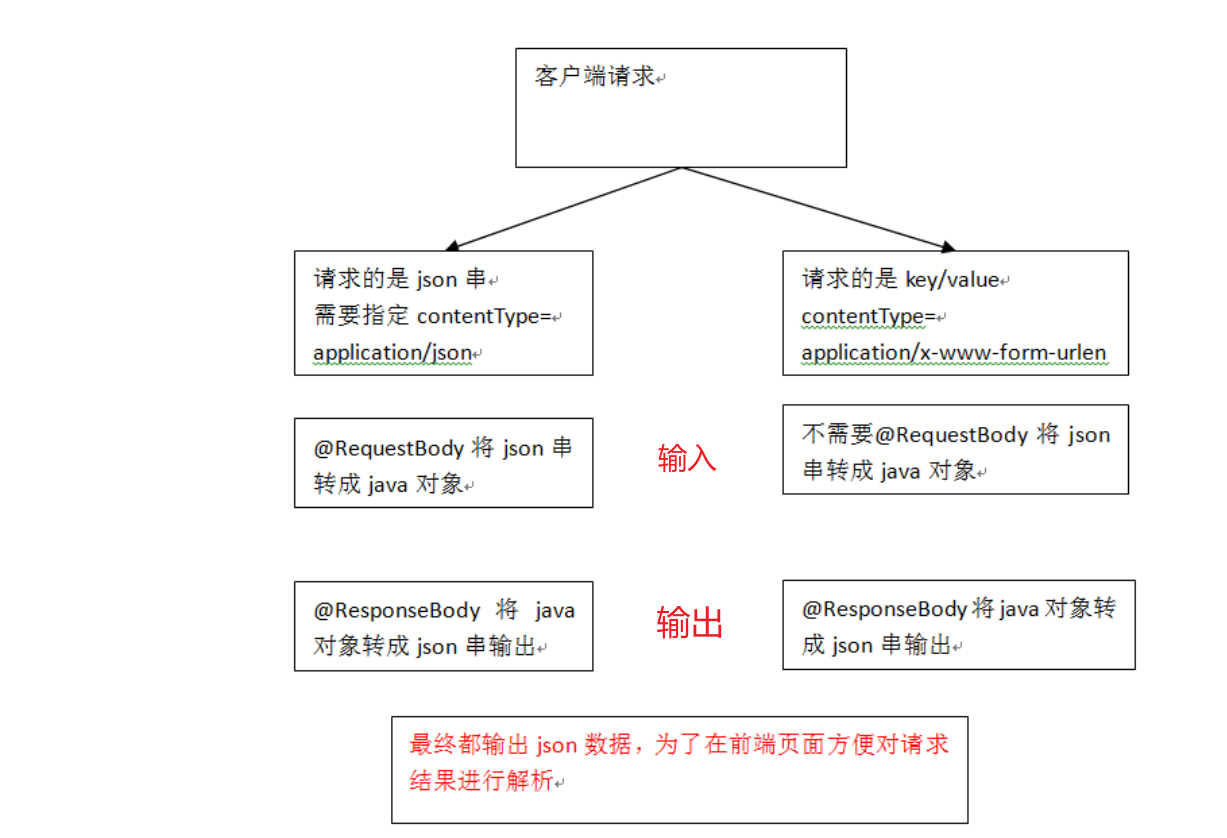 客户端请求
请求的是 json 串
需要指定 contentType=
application/json
请求的是 key/value
contentType=
application/x-www-form-urlen
@RequestBody 将 json 串
转成 java 对象
输入
不需要@RequestBody 将 json
串转成 java 对象
@ResponseBody 将 java
对象转成 json 串输出
输出
@ResponseBody 将 java 对象转
成 json 串输出
最终都输出 json 数据，为了在前端页面方便对请求
结果进行解析